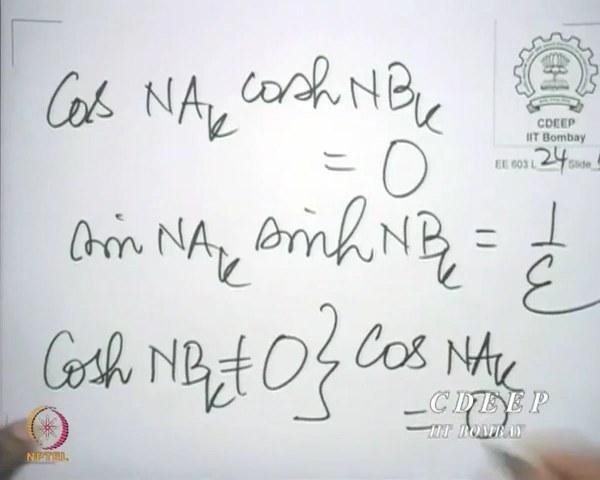 Cos NA_k cosh NB_k
= 0
sin NA_k sinh NB_k = 1/ε
Cosh NB_k ≠ 0 } cos NA_k
= 0
CDEEP
IIT Bombay
EE 603 L 24 Slide
CDEEP
IIT BOMBAY
NPTEL